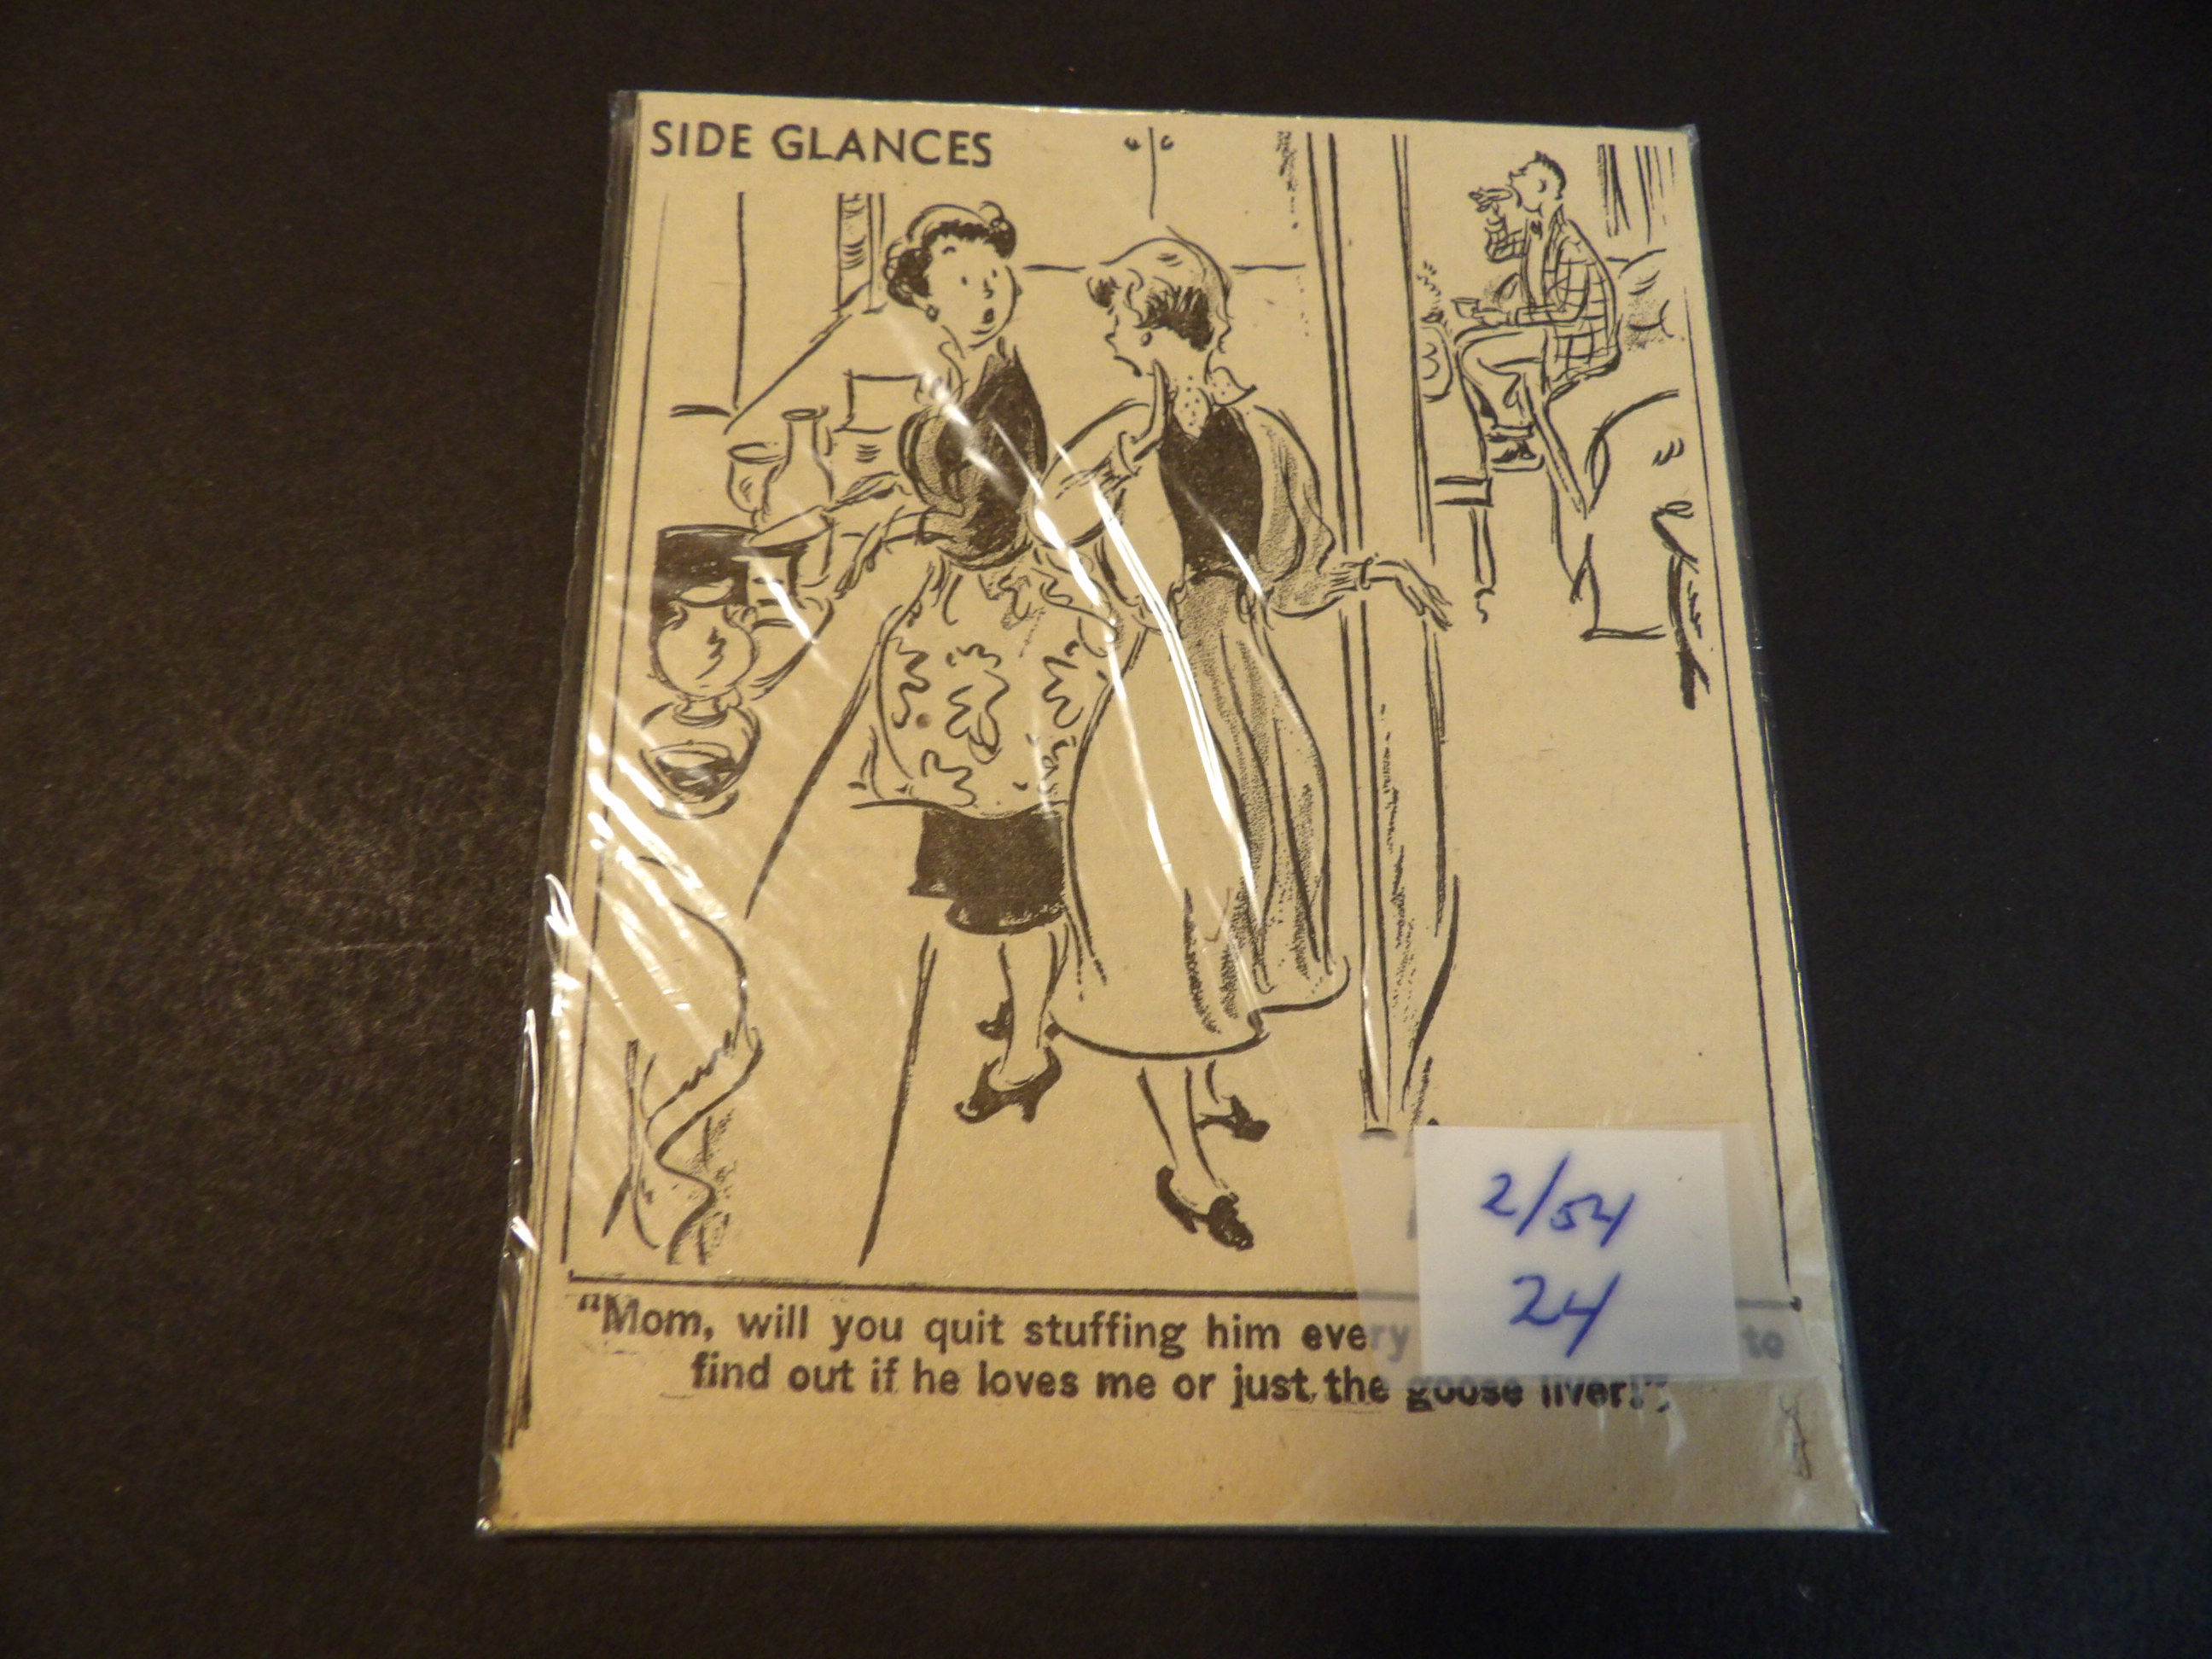 SIDE GLANCES
2/54
24
"Mom, will you quit stuffing him every to
find out if he loves me or just the goose liver!"